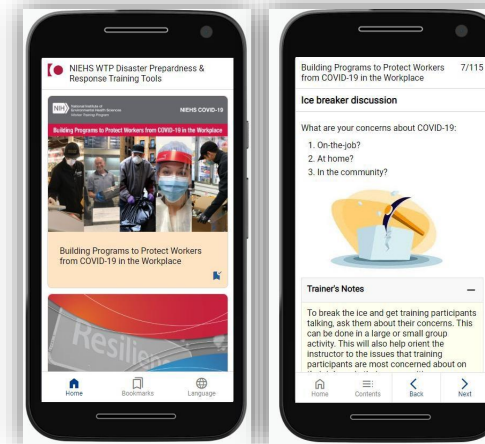 NIEHS WTP Disaster Prepardness &
Response Training Tools
NIH
National Institute of
Environmental Health Sciences
Worker Training Program
NIEHS COVID-19
Building Programs to Protect Workers from COVID-19 in the Workplace
Building Programs to Protect Workers
from COVID-19 in the Workplace
Resilien
Home
Bookmarks
Language
Building Programs to Protect Workers
from COVID-19 in the Workplace
7/115
Ice breaker discussion
What are your concerns about COVID-19:
1. On-the-job?
2. At home?
3. In the community?
Trainer's Notes
To break the ice and get training participants
talking, ask them about their concerns. This
can be done in a large or small group
activity. This will also help orient the
instructor to the issues that training
participants are most concerned about on
Home
Contents
Back
Next